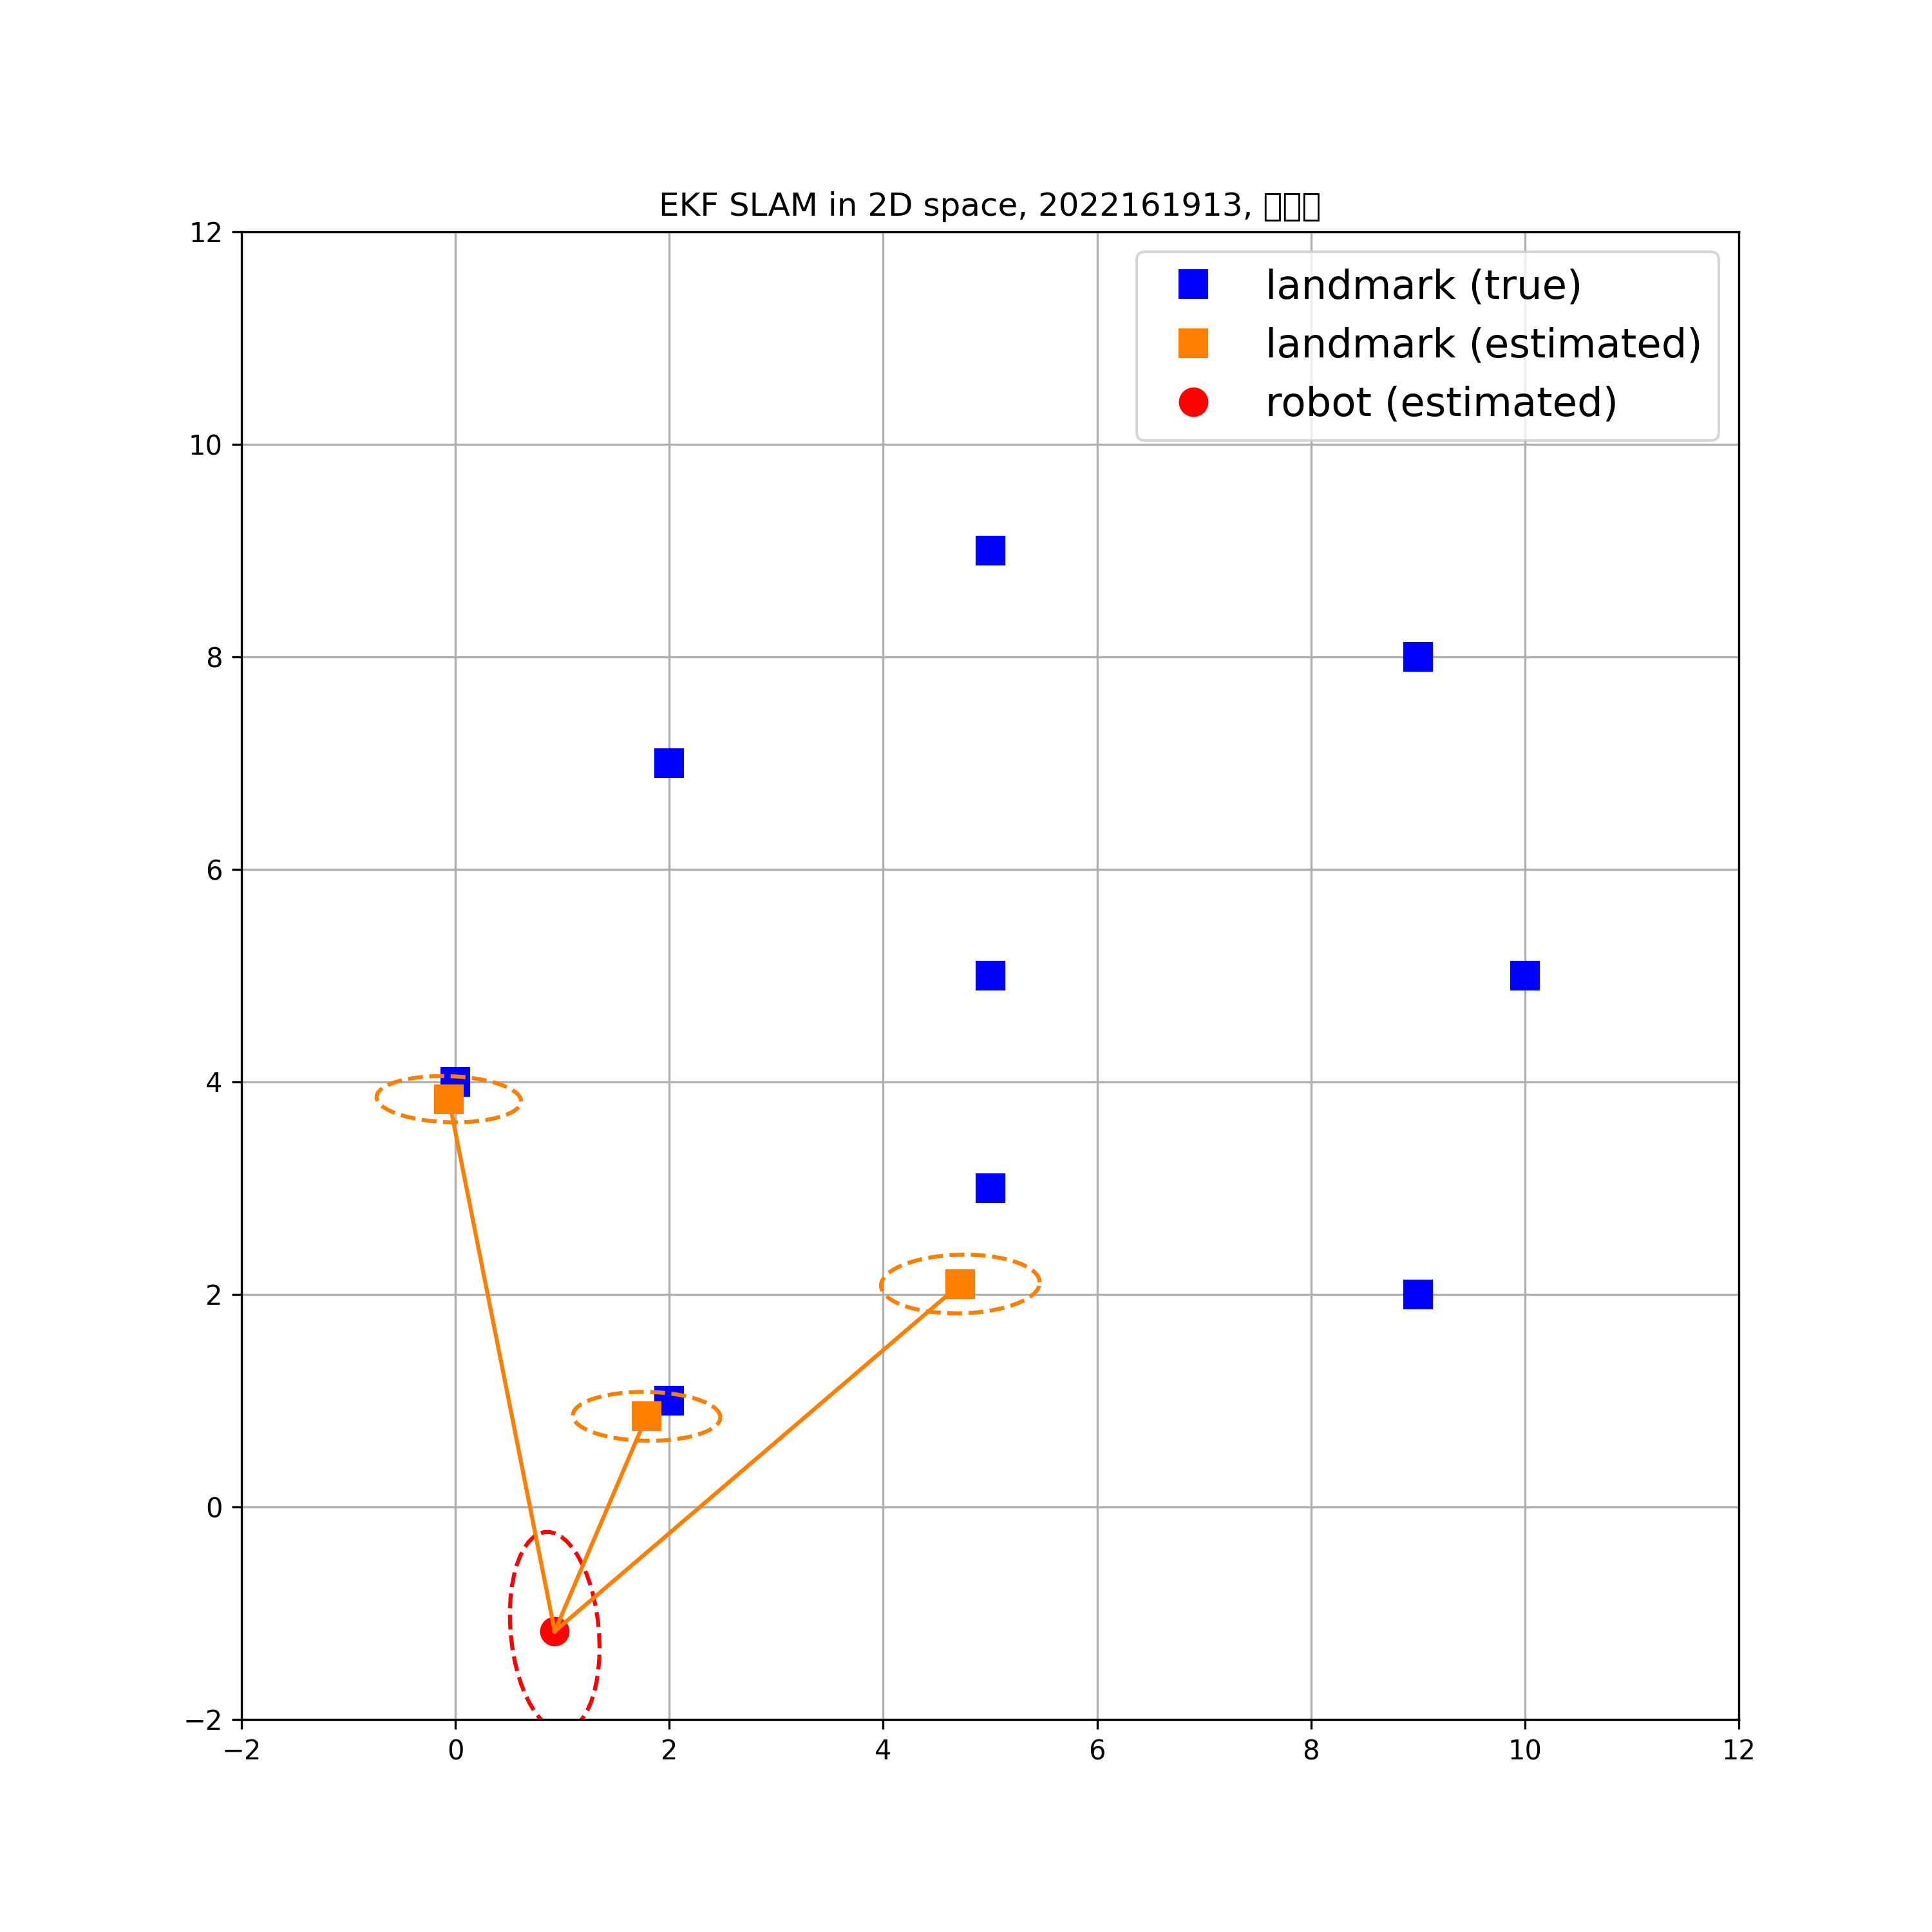 EKF SLAM in 2D space, 2022161913,
landmark (true)
landmark (estimated)
robot (estimated)
12
10
8
6
4
2
0
−2
−2 0 2 4 6 8 10 12